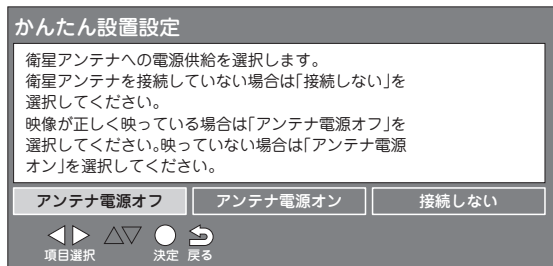 かんたん設置設定
衛星アンテナへの電源供給を選択します。
衛星アンテナを接続していない場合は「接続しない」を
選択してください。
映像が正しく映っている場合は「アンテナ電源オフ」を
選択してください。映っていない場合は「アンテナ電源
オン」を選択してください。
アンテナ電源オフ アンテナ電源オン 接続しない
項目選択 決定 戻る